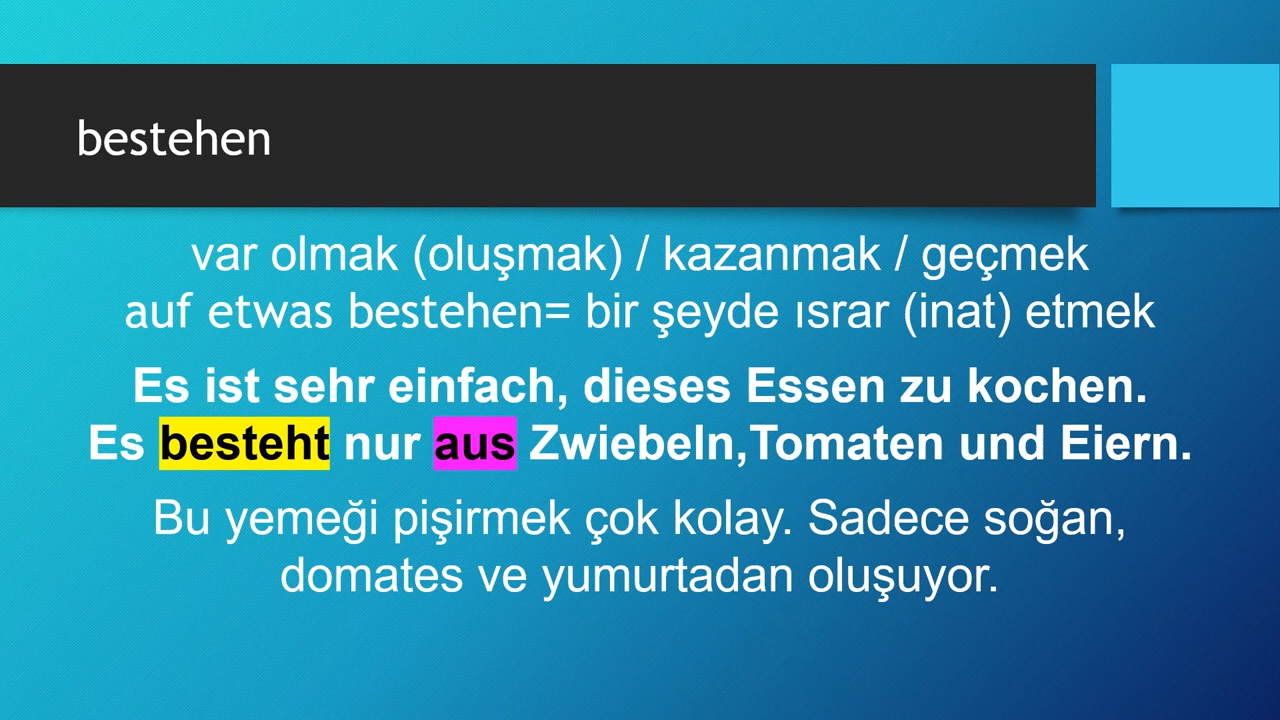 bestehen
var olmak (oluşmak) / kazanmak / geçmek
auf etwas bestehen= bir şeyde ısrar (inat) etmek
Es ist sehr einfach, dieses Essen zu kochen.
Es besteht nur aus Zwiebeln,Tomaten und Eiern.
Bu yemeği pişirmek çok kolay. Sadece soğan,
domates ve yumurtadan oluşuyor.